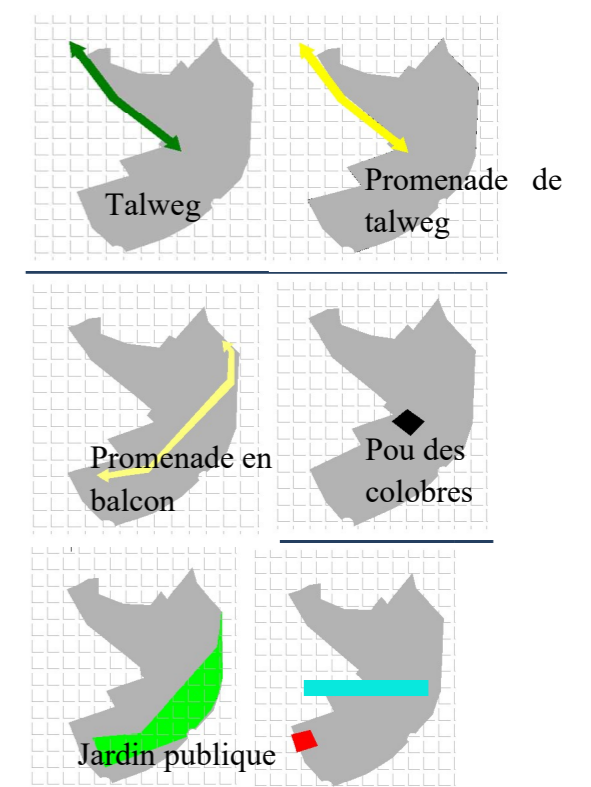 Talweg
Promenade de
talweg
Promenade en
balcon
Pou des
colobres
Jardin publique